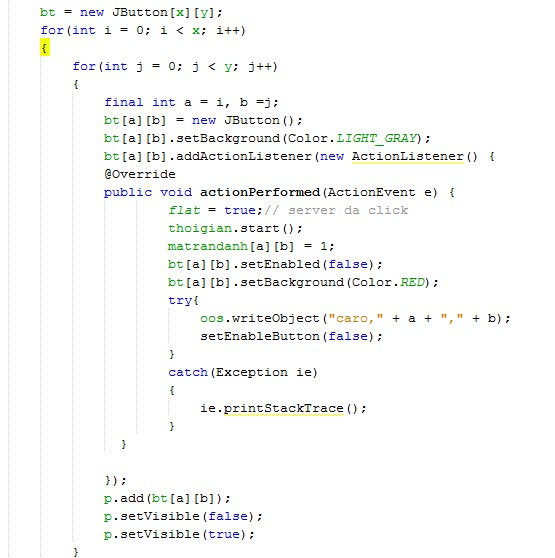 bt = new JButton[x][y];
for(int i = 0; i < x; i++)
{
for(int j = 0; j < y; j++)
{
final int a = i, b =j;
bt[a][b] = new JButton();
bt[a][b].setBackground(Color.LIGHT_GRAY);
bt[a][b].addActionListener(new ActionListener() {
@Override
public void actionPerformed(ActionEvent e) {
flat = true;// server da click
thoigian.start();
matrandanh[a][b] = 1;
bt[a][b].setEnabled(false);
bt[a][b].setBackground(Color.RED);
try{
oos.writeObject("caro," + a + "," + b);
setEnableButton(false);
}
catch(Exception ie)
{
ie.printStackTrace();
}
}
});
p.add(bt[a][b]);
p.setVisible(false);
p.setVisible(true);
}